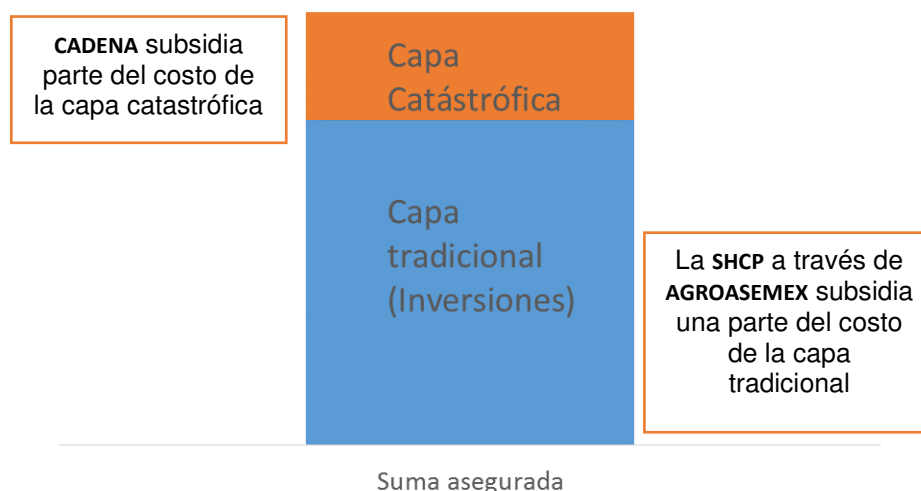 CADENA subsidia
parte del costo de
la capa catastrófica
Capa
Catástrófica
Capa
tradicional
(Inversiones)
La SHCP a través de
AGROASEMEX subsidia
una parte del costo
de la capa
tradicional
Suma asegurada